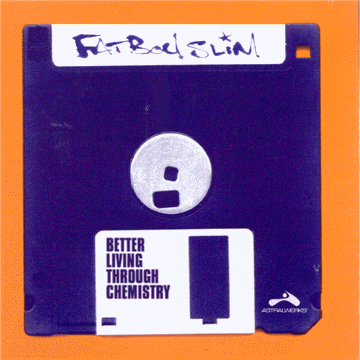 FATBOY SLIM
BETTER
LIVING
THROUGH
CHEMISTRY
ASTRALWERKS